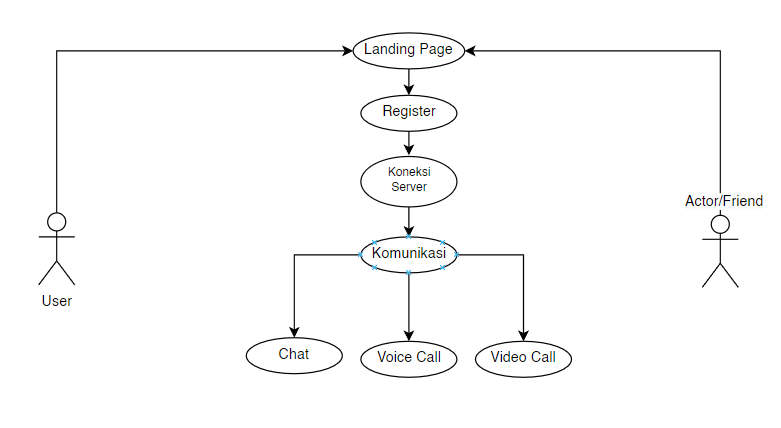 Landing Page
Register
Koneksi
Server
Actor/Friend
Komunikasi
User
Chat
Voice Call
Video Call